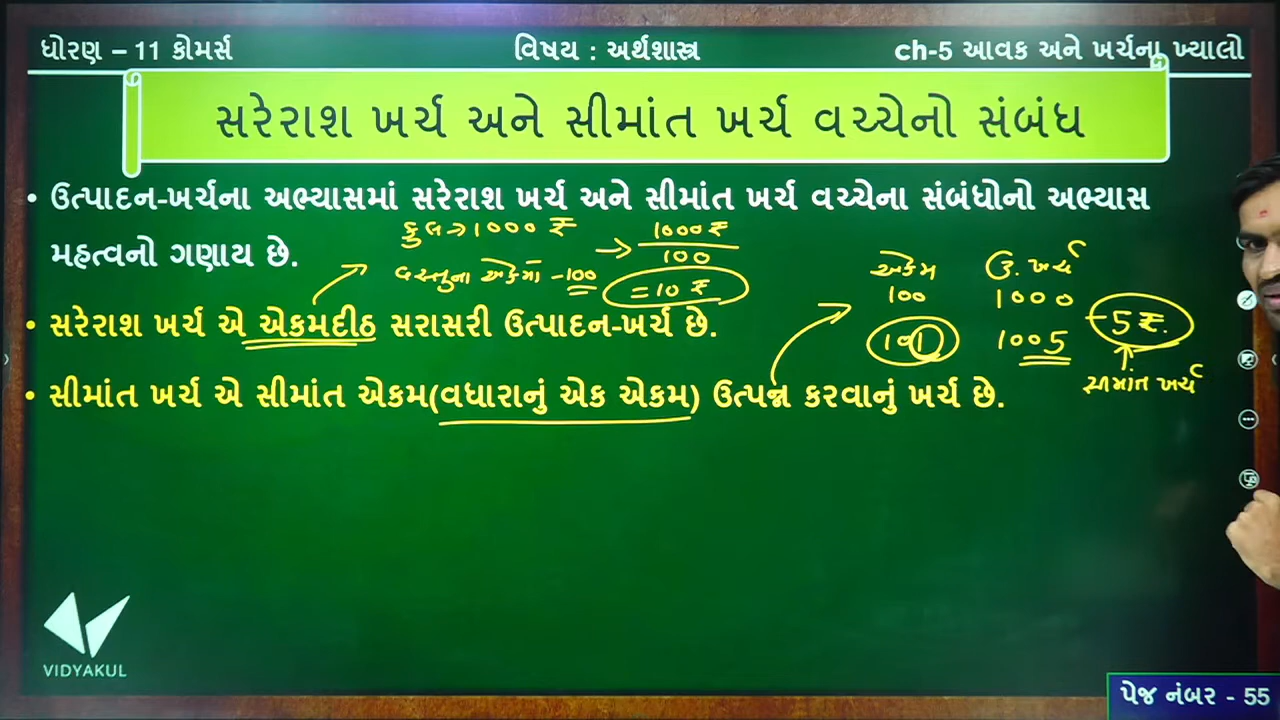 ધોરણ – 11 કોમર્સ
વિષય : અર્થશાસ્ત્ર
ch-5 આવક અને ખર્ચના ખ્યાલો
સરેરાશ ખર્ચ અને સીમાંત ખર્ચ વચ્ચેનો સંબંધ
• ઉત્પાદન-ખર્ચના અભ્યાસમાં સરેરાશ ખર્ચ અને સીમાંત ખર્ચ વચ્ચેના સંબંધોનો અભ્યાસ
મહત્વનો ગણાય છે.
કુલ → 1000 ₹
વસ્તુના એકમો – 100
→ 1000 ₹
100
= 10 ₹
• સરેરાશ ખર્ચ એ એકમદીઠ સરાસરી ઉત્પાદન-ખર્ચ છે.
એકમ ઉ. ખર્ચ
100 1000
101 1005
5 ₹.
સીમાંત ખર્ચ
• સીમાંત ખર્ચ એ સીમાંત એકમ(વધારાનું એક એકમ) ઉત્પન્ન કરવાનું ખર્ચ છે.
VIDYAKUL
પેજ નંબર - 55